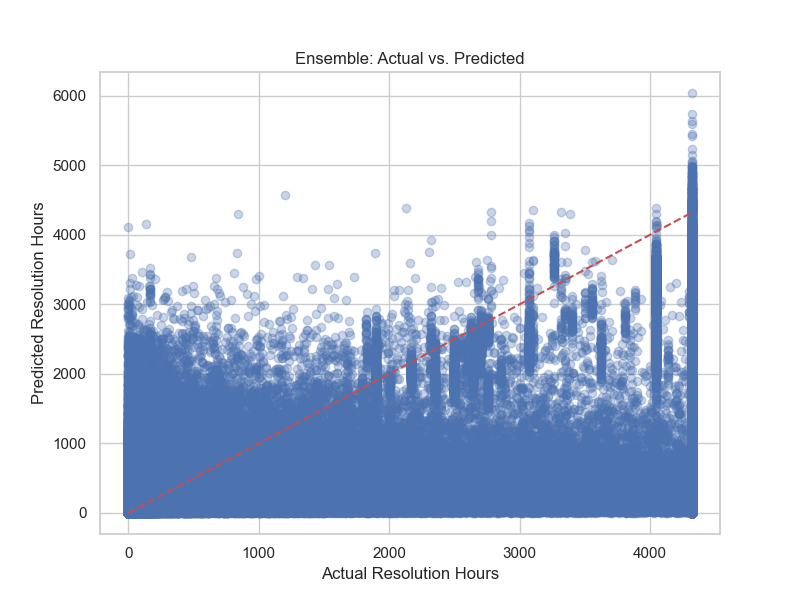 Ensemble: Actual vs. Predicted
6000
5000
4000
3000
2000
1000
0
Predicted Resolution Hours
0 1000 2000 3000 4000
Actual Resolution Hours